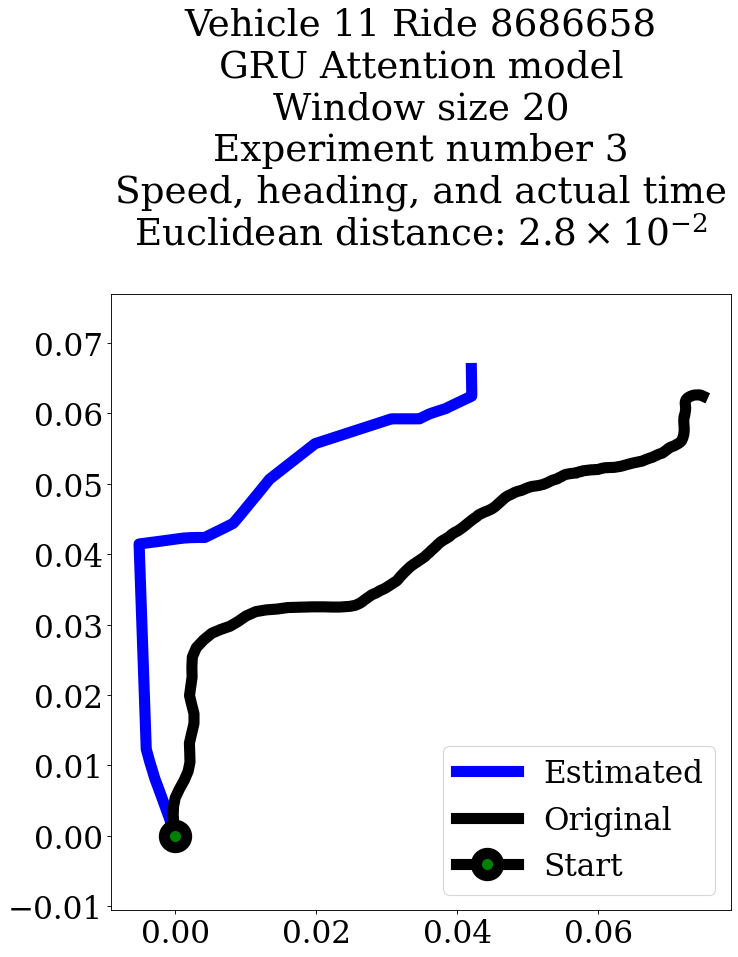 Vehicle 11 Ride 8686658
GRU Attention model
Window size 20
Experiment number 3
Speed, heading, and actual time
Euclidean distance: 2.8 × 10⁻²
0.07
0.06
0.05
0.04
0.03
0.02
0.01
0.00
−0.01
0.00 0.02 0.04 0.06
Estimated
Original
Start